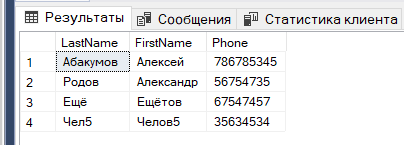 Результаты Сообщения Статистика клиента
LastName FirstName Phone
1 Абакумов Алексей 786785345
2 Родов Александр 56754735
3 Ещё Ещётов 67547457
4 Чел5 Челов5 35634534